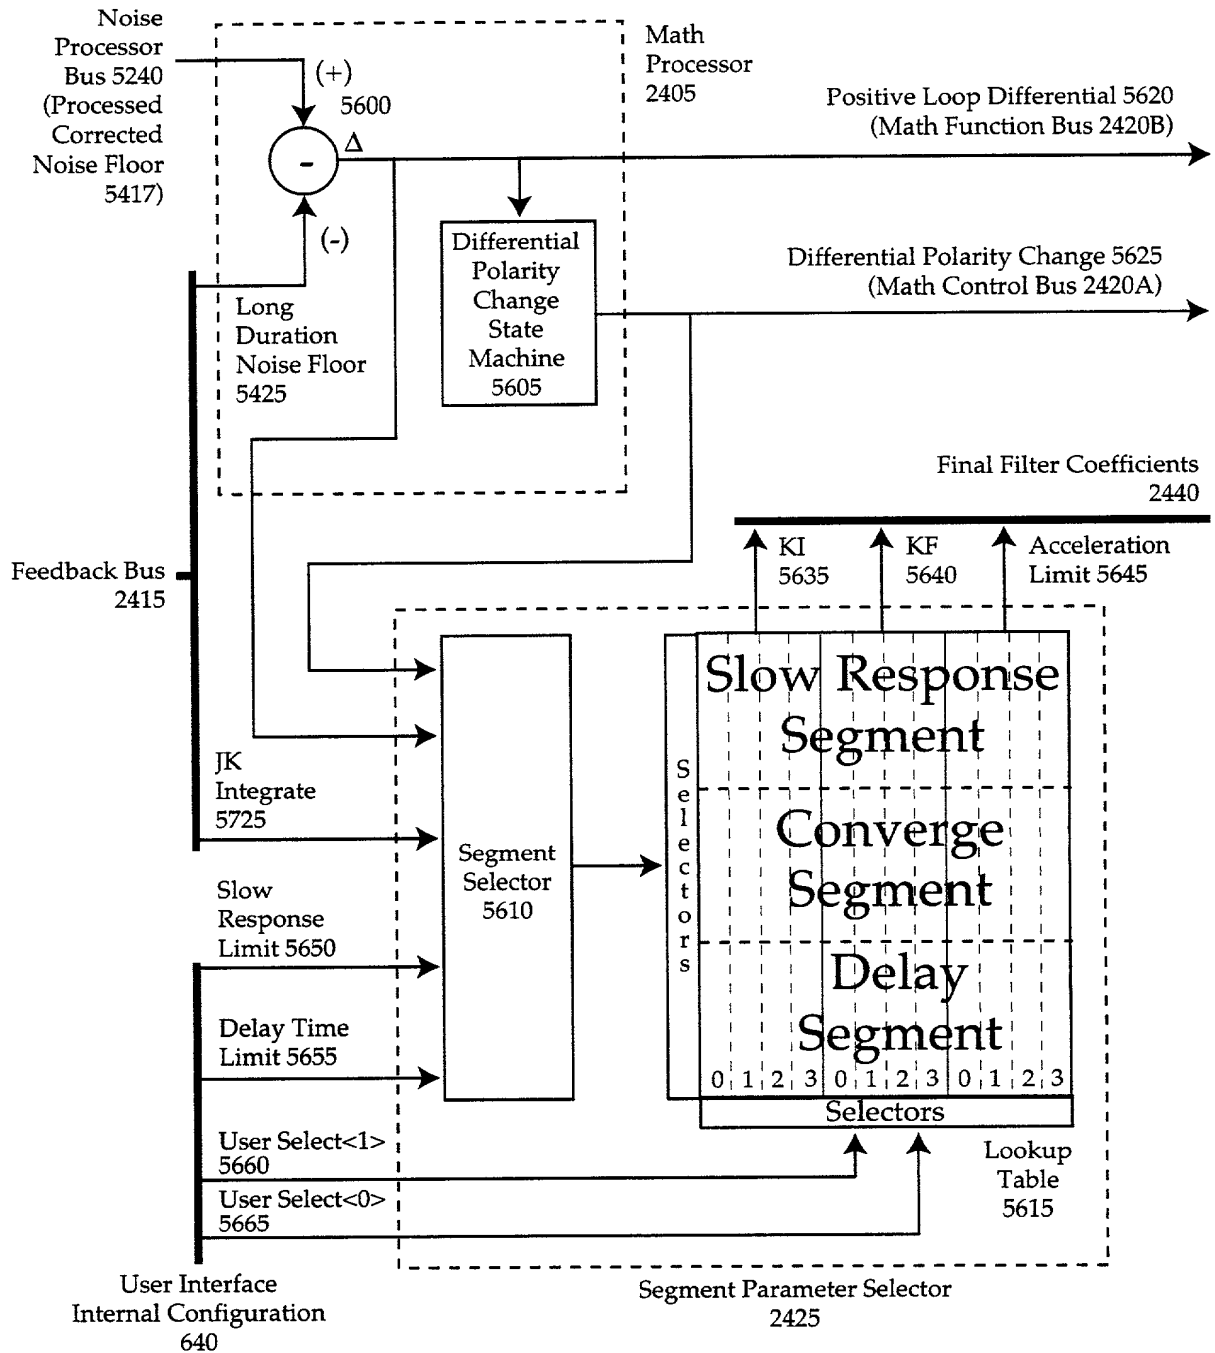 Noise
Processor
Bus 5240
(Processed
Corrected
Noise Floor
5417)
(+)
5600
Δ
-
(-)
Math
Processor
2405
Positive Loop Differential 5620
(Math Function Bus 2420B)
Differential
Polarity
Change
State
Machine
5605
Differential Polarity Change 5625
(Math Control Bus 2420A)
Long
Duration
Noise Floor
5425
Final Filter Coefficients
2440
Feedback Bus
2415
KI
5635
KF
5640
Acceleration
Limit 5645
JK
Integrate
5725
Slow
Response
Limit 5650
Delay Time
Limit 5655
Segment
Selector
5610
Selectors
Slow Response
Segment
Converge
Segment
Delay
Segment
0 1 2 3 0 1 2 3 0 1 2 3
Selectors
User Select<1>
5660
User Select<0>
5665
Lookup
Table
5615
User Interface
Internal Configuration
640
Segment Parameter Selector
2425